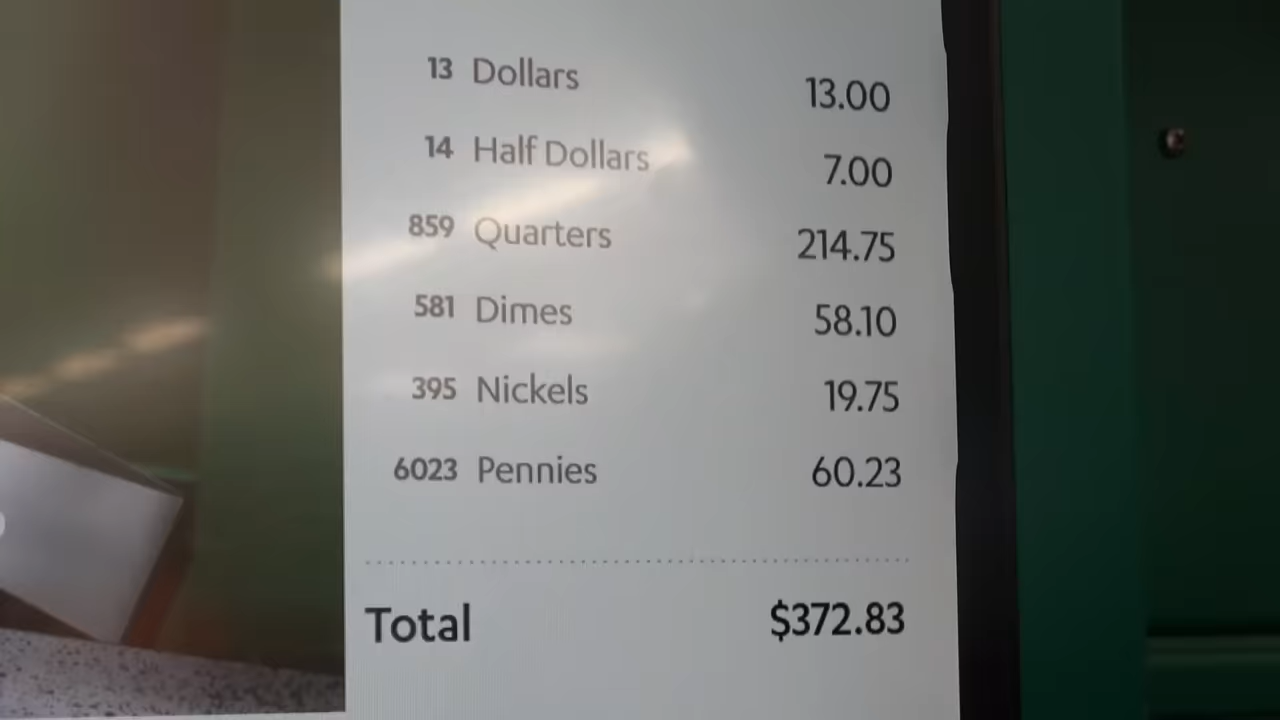 13 Dollars 13.00
14 Half Dollars 7.00
859 Quarters 214.75
581 Dimes 58.10
395 Nickels 19.75
6023 Pennies 60.23
Total $372.83